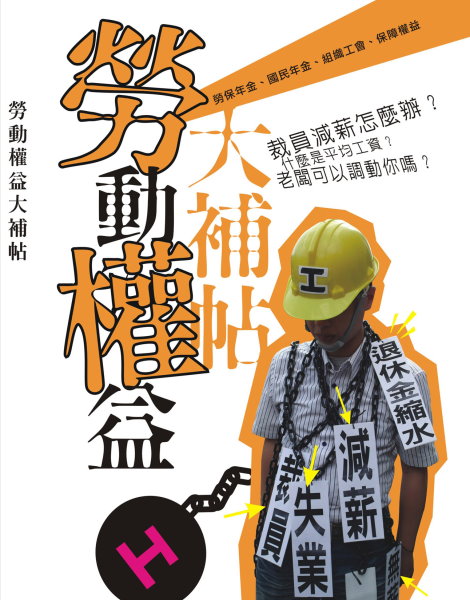 勞動權益大補帖
勞動權益
大補帖
勞保年金、國民年金、組織工會、保障權益
裁員減薪怎麼辦？
什麼是平均工資？
老闆可以調動你嗎？
工
退休金縮水
減薪
失業
裁員
無
工